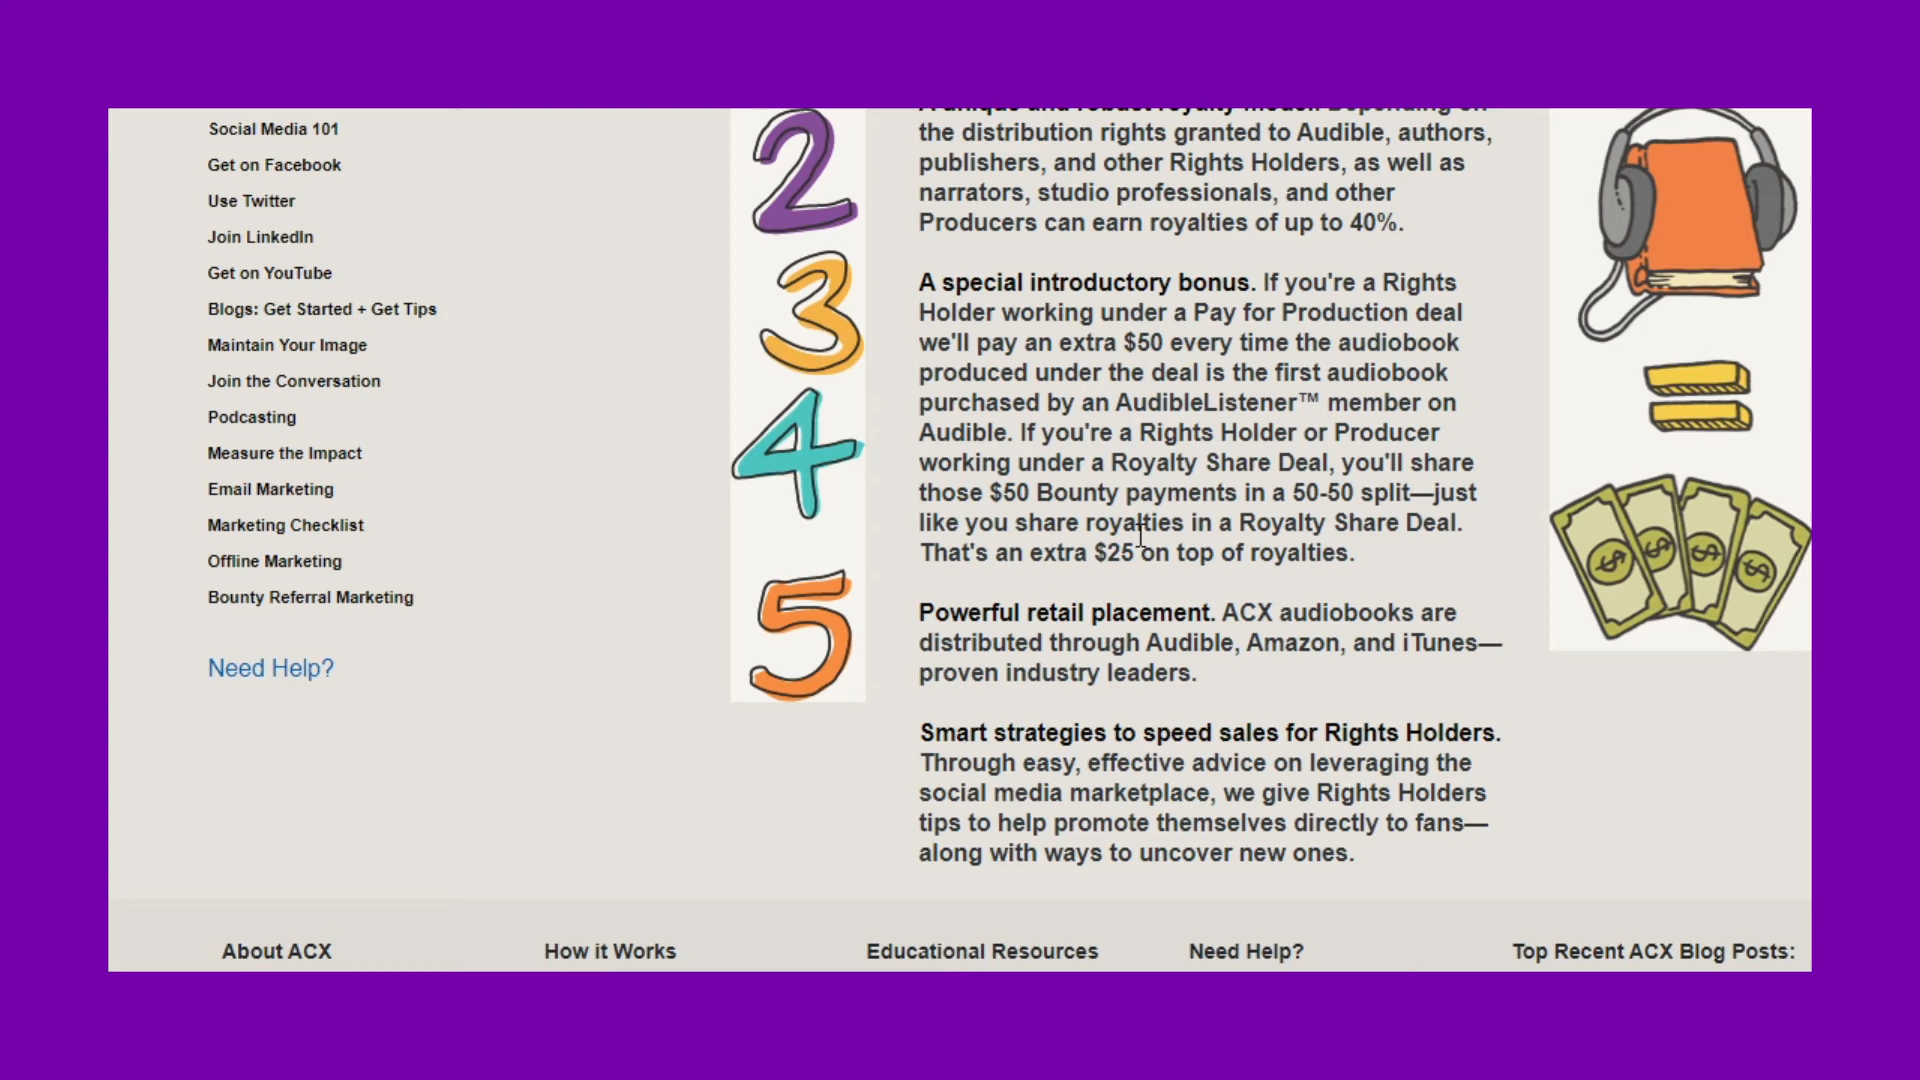 Social Media 101
Get on Facebook
Use Twitter
Join LinkedIn
Get on YouTube
Blogs: Get Started + Get Tips
Maintain Your Image
Join the Conversation
Podcasting
Measure the Impact
Email Marketing
Marketing Checklist
Offline Marketing
Bounty Referral Marketing
Need Help?
2
3
4
5
A unique and robust royalty model. Depending on
the distribution rights granted to Audible, authors,
publishers, and other Rights Holders, as well as
narrators, studio professionals, and other
Producers can earn royalties of up to 40%.
A special introductory bonus. If you're a Rights
Holder working under a Pay for Production deal
we'll pay an extra $50 every time the audiobook
produced under the deal is the first audiobook
purchased by an AudibleListener™ member on
Audible. If you're a Rights Holder or Producer
working under a Royalty Share Deal, you'll share
those $50 Bounty payments in a 50-50 split—just
like you share royalties in a Royalty Share Deal.
That's an extra $25 on top of royalties.
Powerful retail placement. ACX audiobooks are
distributed through Audible, Amazon, and iTunes—
proven industry leaders.
Smart strategies to speed sales for Rights Holders.
Through easy, effective advice on leveraging the
social media marketplace, we give Rights Holders
tips to help promote themselves directly to fans—
along with ways to uncover new ones.
$ $ $ $
About ACX
How it Works
Educational Resources
Need Help?
Top Recent ACX Blog Posts: